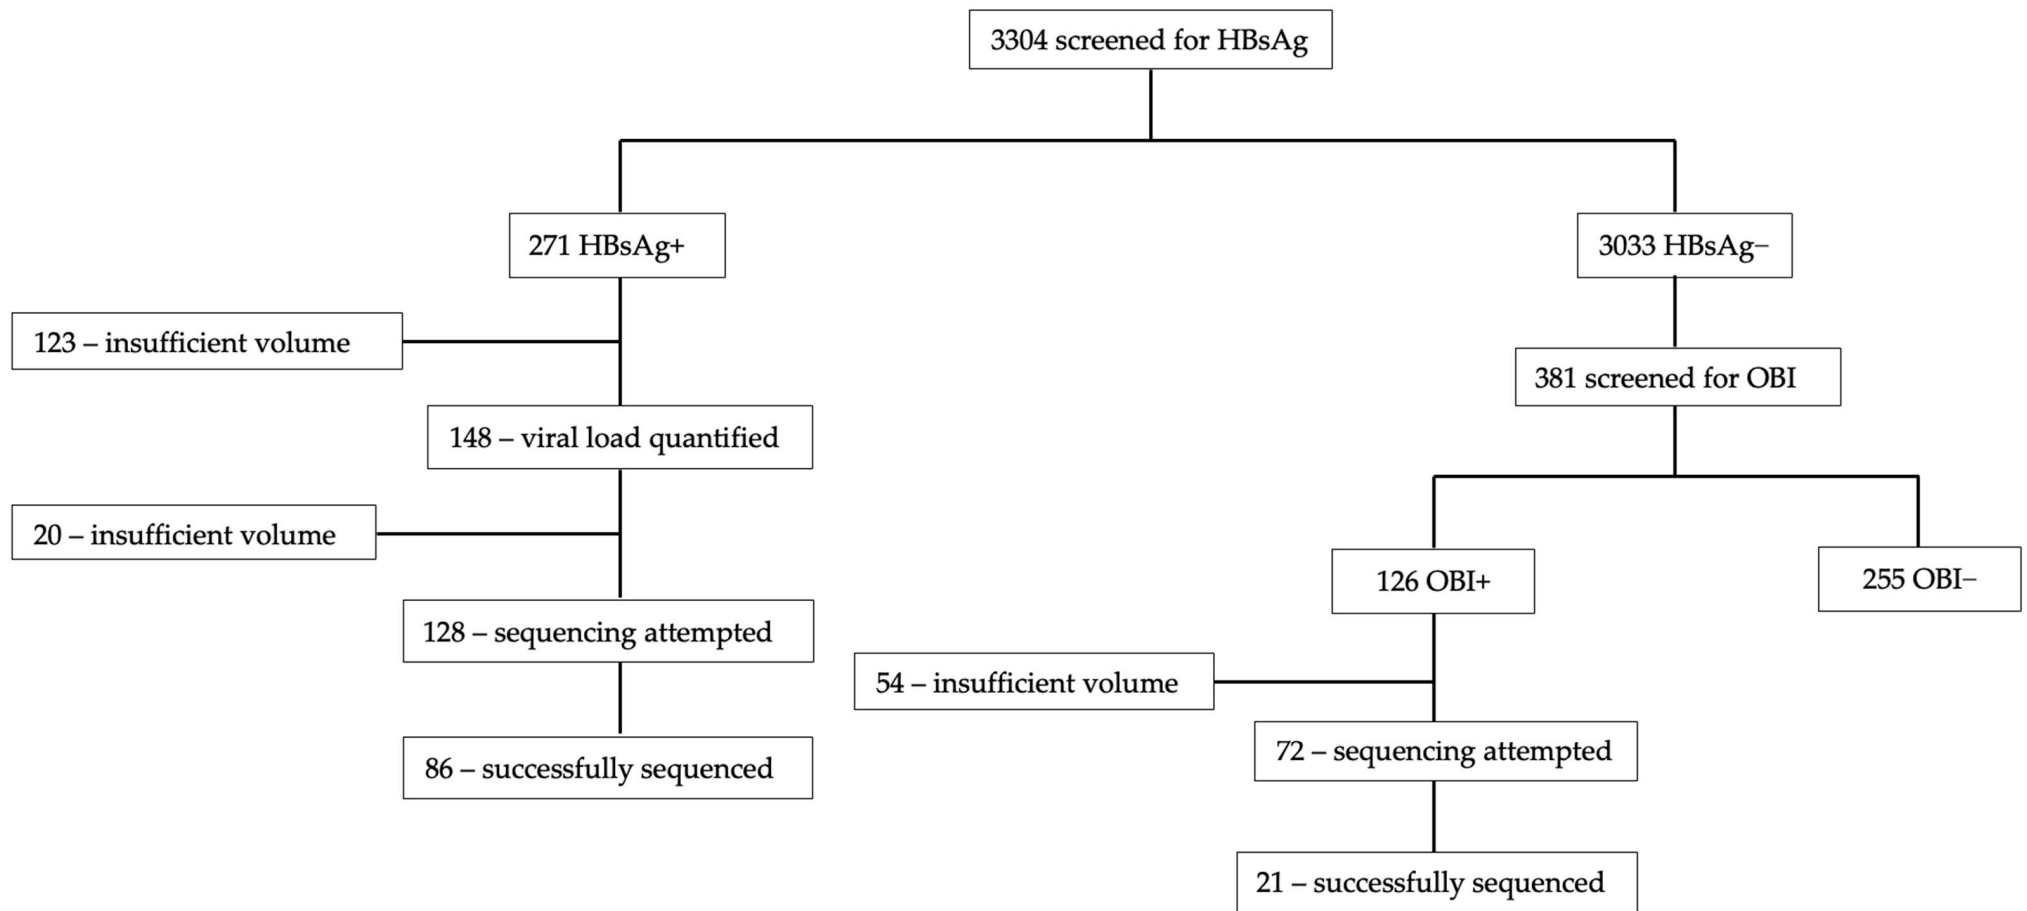 3304 screened for HBsAg
271 HBsAg+
3033 HBsAg−
123 – insufficient volume
381 screened for OBI
148 – viral load quantified
20 – insufficient volume
126 OBI+
255 OBI−
128 – sequencing attempted
54 – insufficient volume
72 – sequencing attempted
86 – successfully sequenced
21 – successfully sequenced